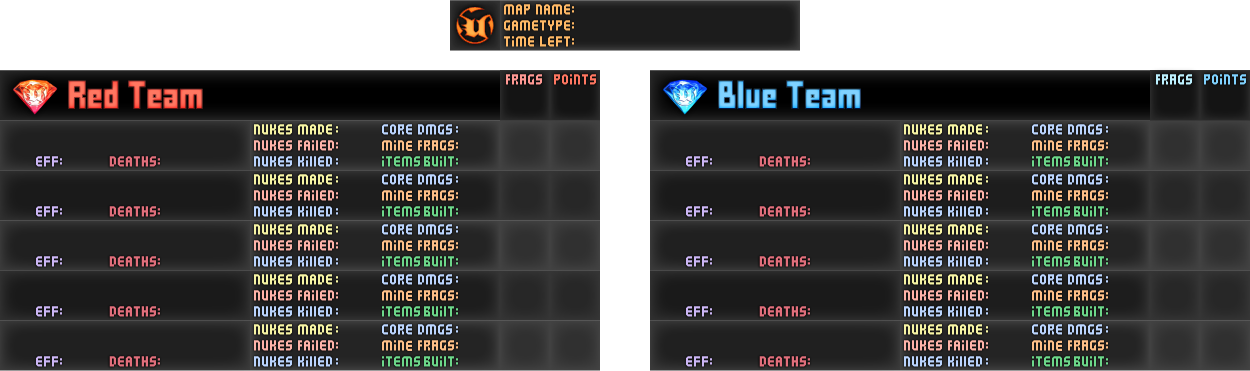 MAP NAME:
GAMETYPE:
TIME LEFT:
Red Team FRAGS POINTS
NUKES MADE: CORE DMGS:
NUKES FAILED: MINE FRAGS:
EFF: DEATHS: NUKES KILLED: ITEMS BUILT:
NUKES MADE: CORE DMGS:
NUKES FAILED: MINE FRAGS:
EFF: DEATHS: NUKES KILLED: ITEMS BUILT:
NUKES MADE: CORE DMGS:
NUKES FAILED: MINE FRAGS:
EFF: DEATHS: NUKES KILLED: ITEMS BUILT:
NUKES MADE: CORE DMGS:
NUKES FAILED: MINE FRAGS:
EFF: DEATHS: NUKES KILLED: ITEMS BUILT:
NUKES MADE: CORE DMGS:
NUKES FAILED: MINE FRAGS:
EFF: DEATHS: NUKES KILLED: ITEMS BUILT:
Blue Team FRAGS POINTS
NUKES MADE: CORE DMGS:
NUKES FAILED: MINE FRAGS:
EFF: DEATHS: NUKES KILLED: ITEMS BUILT:
NUKES MADE: CORE DMGS:
NUKES FAILED: MINE FRAGS:
EFF: DEATHS: NUKES KILLED: ITEMS BUILT:
NUKES MADE: CORE DMGS:
NUKES FAILED: MINE FRAGS:
EFF: DEATHS: NUKES KILLED: ITEMS BUILT:
NUKES MADE: CORE DMGS:
NUKES FAILED: MINE FRAGS:
EFF: DEATHS: NUKES KILLED: ITEMS BUILT:
NUKES MADE: CORE DMGS:
NUKES FAILED: MINE FRAGS:
EFF: DEATHS: NUKES KILLED: ITEMS BUILT: